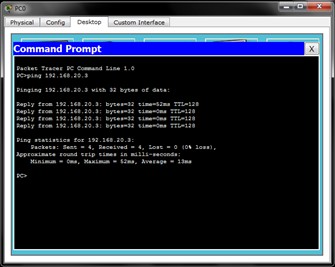 PC0
Physical Config Desktop Custom Interface
Command Prompt X
Packet Tracer PC Command Line 1.0
PC>ping 192.168.20.3
Pinging 192.168.20.3 with 32 bytes of data:
Reply from 192.168.20.3: bytes=32 time=52ms TTL=128
Reply from 192.168.20.3: bytes=32 time=0ms TTL=128
Reply from 192.168.20.3: bytes=32 time=0ms TTL=128
Reply from 192.168.20.3: bytes=32 time=0ms TTL=128
Ping statistics for 192.168.20.3:
Packets: Sent = 4, Received = 4, Lost = 0 (0% loss),
Approximate round trip times in milli-seconds:
Minimum = 0ms, Maximum = 52ms, Average = 13ms
PC>